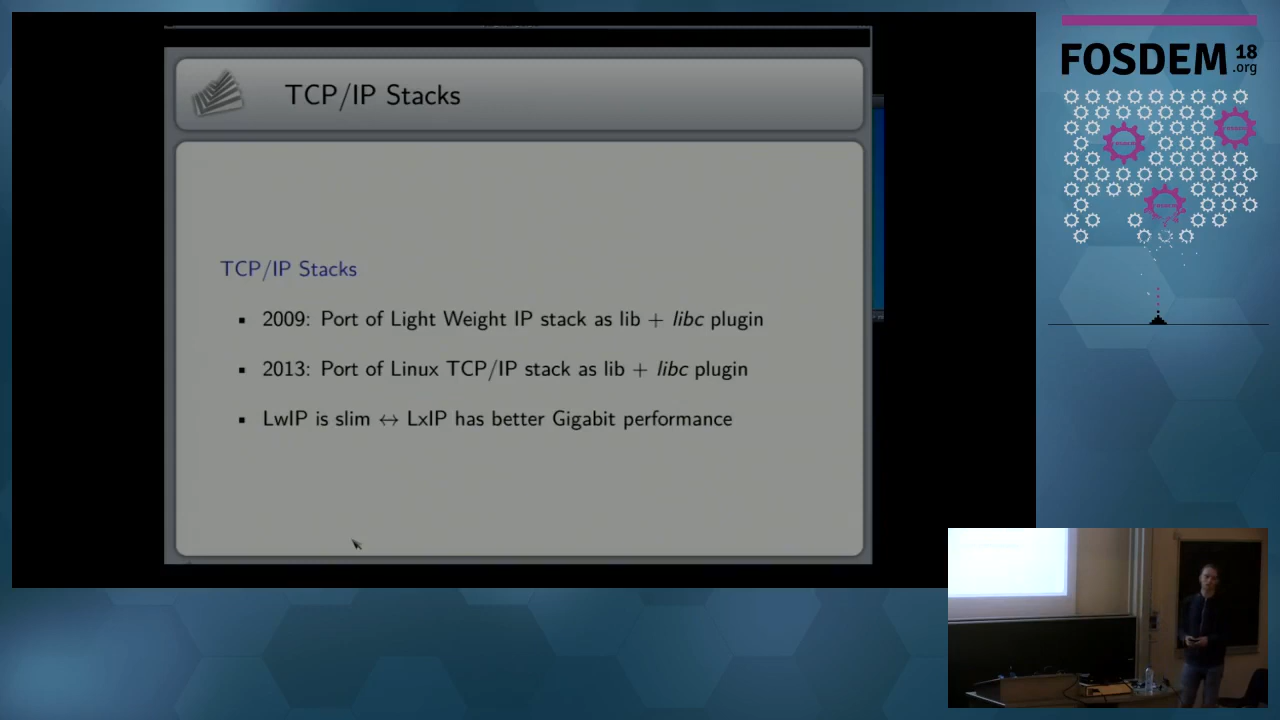 TCP/IP Stacks
TCP/IP Stacks
▪ 2009: Port of Light Weight IP stack as lib + libc plugin
▪ 2013: Port of Linux TCP/IP stack as lib + libc plugin
▪ LwIP is slim ↔ LxIP has better Gigabit performance
FOSDEM 18
.org